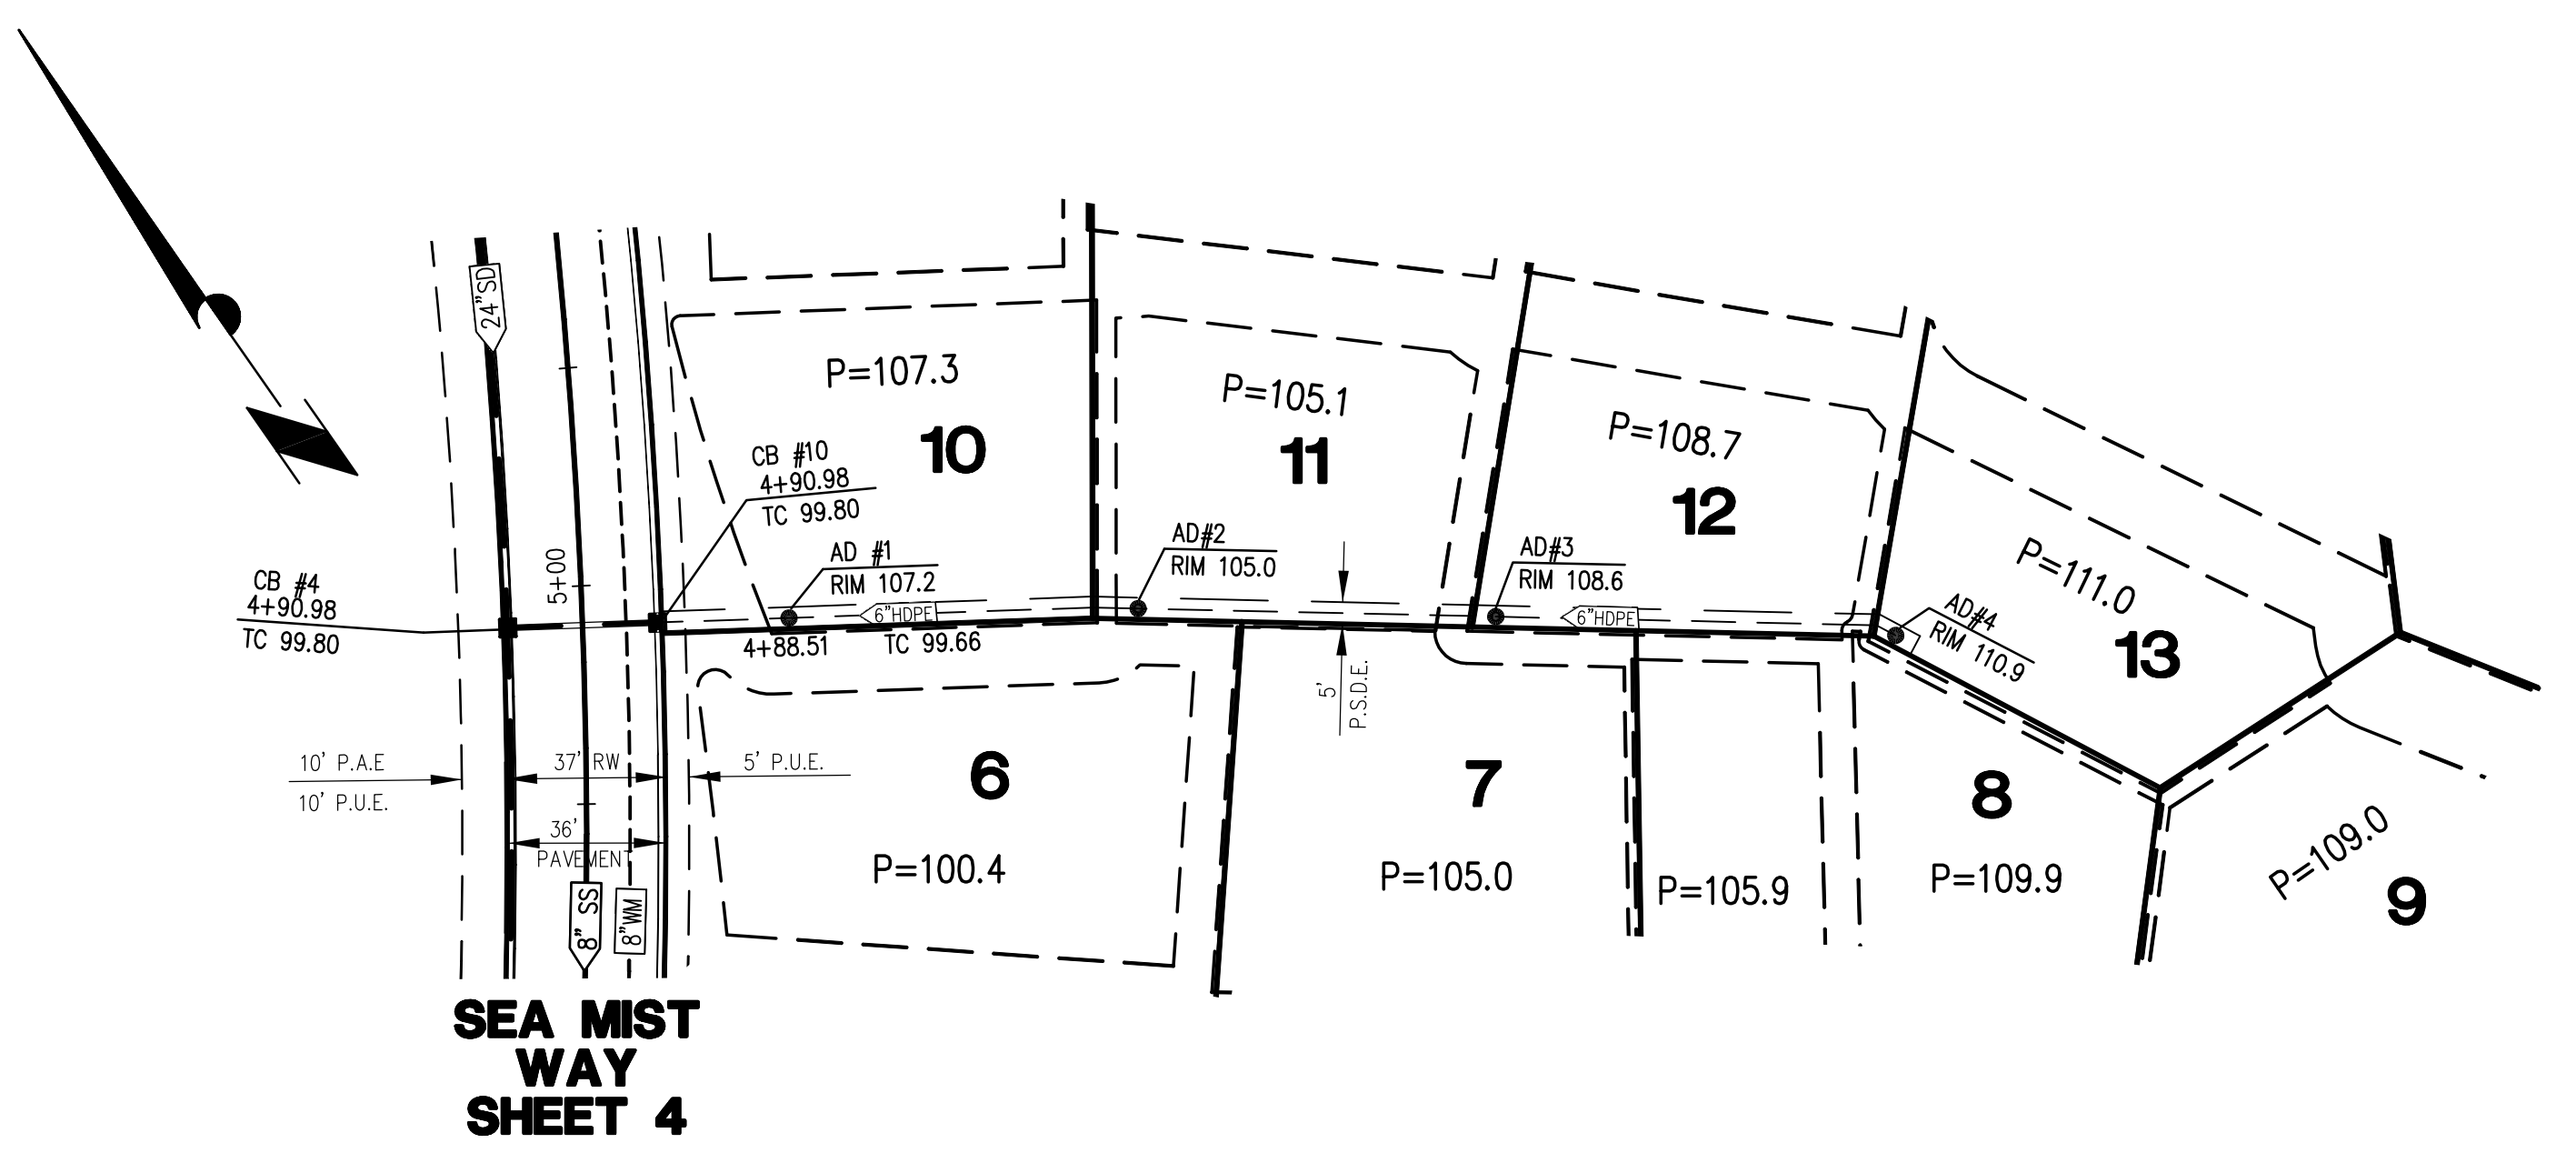 24"SD
P=107.3
10
P=105.1
11
P=108.7
12
P=111.0
13
CB #10
4+90.98
TC 99.80
AD #1
RIM 107.2
AD#2
RIM 105.0
AD#3
RIM 108.6
AD#4
RIM 110.9
5+00
CB #4
4+90.98
TC 99.80
6"HDPE
6"HDPE
4+88.51
TC 99.66
5'
P.S.D.E.
10' P.A.E
10' P.U.E.
37' RW
5' P.U.E.
36'
PAVEMENT
8" SS
8"WM
6
P=100.4
7
P=105.0
P=105.9
8
P=109.9
P=109.0
9
SEA MIST
WAY
SHEET 4